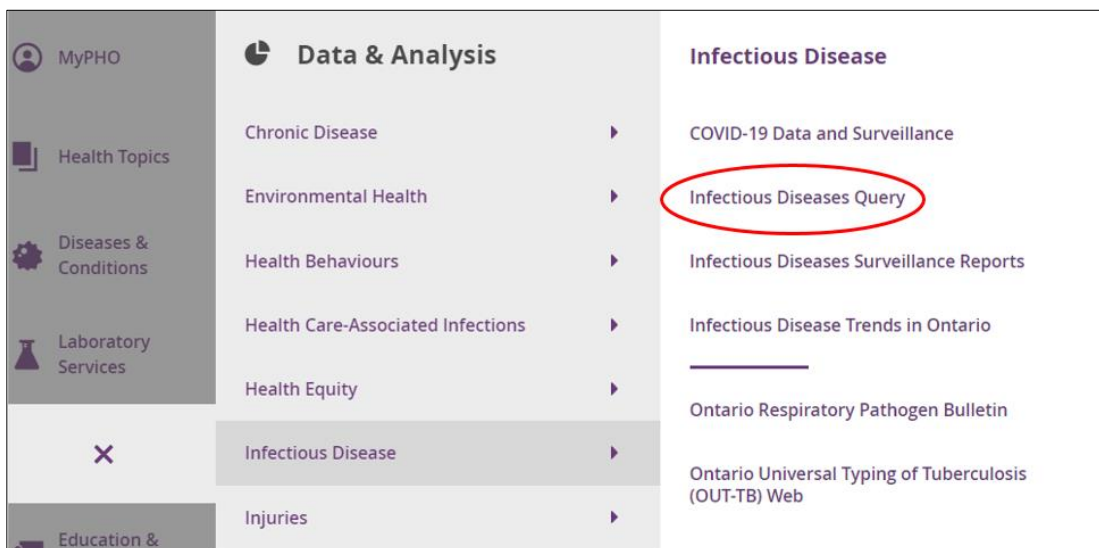 MyPHO
Health Topics
Diseases &
Conditions
Laboratory
Services
Education &
Data & Analysis
Chronic Disease
Environmental Health
Health Behaviours
Health Care-Associated Infections
Health Equity
Infectious Disease
Injuries
Infectious Disease
COVID-19 Data and Surveillance
Infectious Diseases Query
Infectious Diseases Surveillance Reports
Infectious Disease Trends in Ontario
Ontario Respiratory Pathogen Bulletin
Ontario Universal Typing of Tuberculosis
(OUT-TB) Web